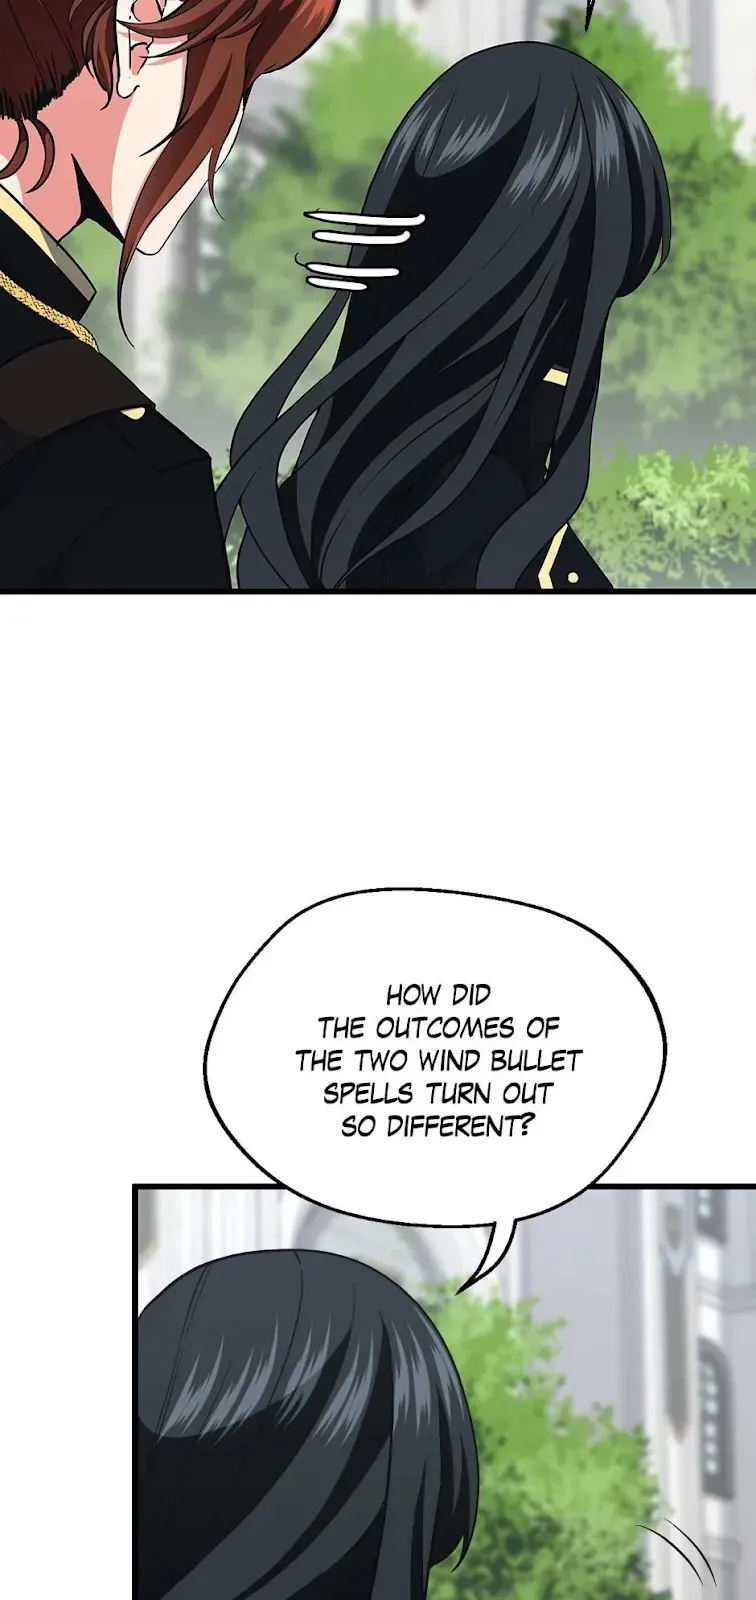 HOW DID
THE OUTCOMES OF
THE TWO WIND BULLET
SPELLS TURN OUT
SO DIFFERENT?